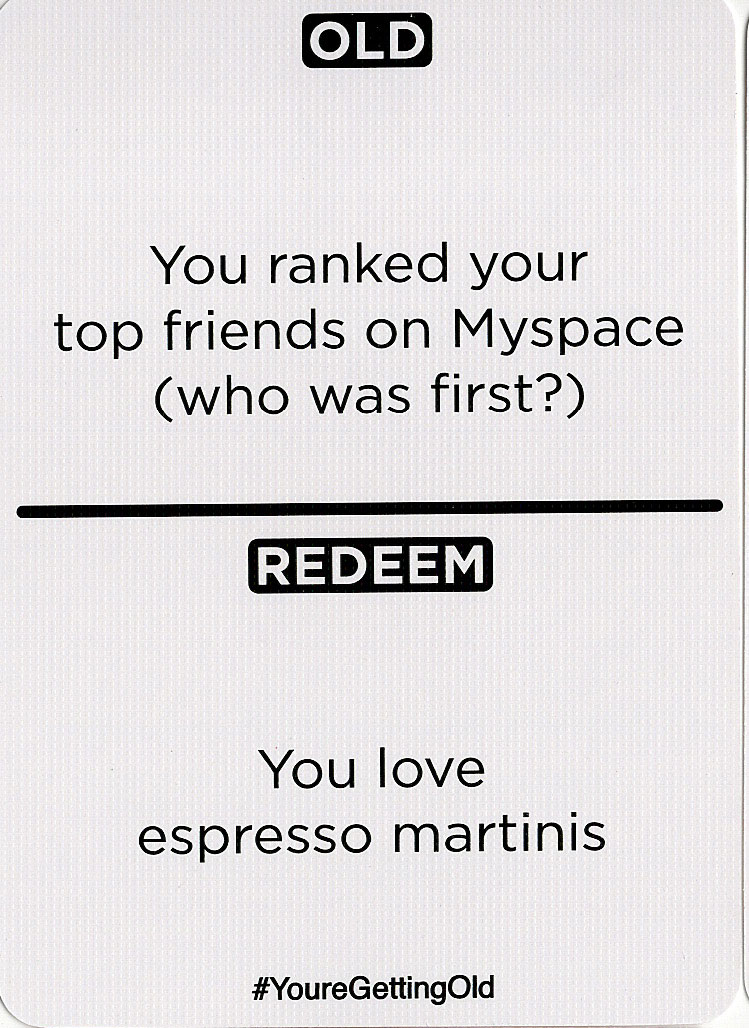 OLD
You ranked your
top friends on Myspace
(who was first?)
REDEEM
You love
espresso martinis
#YoureGettingOld